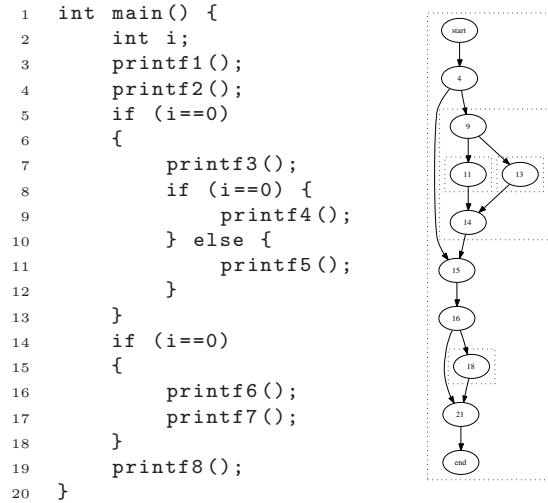 1 int main() {
2 int i;
3 printf1();
4 printf2();
5 if (i==0)
6 {
7 printf3();
8 if (i==0) {
9 printf4();
10 } else {
11 printf5();
12 }
13 }
14 if (i==0)
15 {
16 printf6();
17 printf7();
18 }
19 printf8();
20 }
start
4
9
11 13
14
15
16
18
21
end